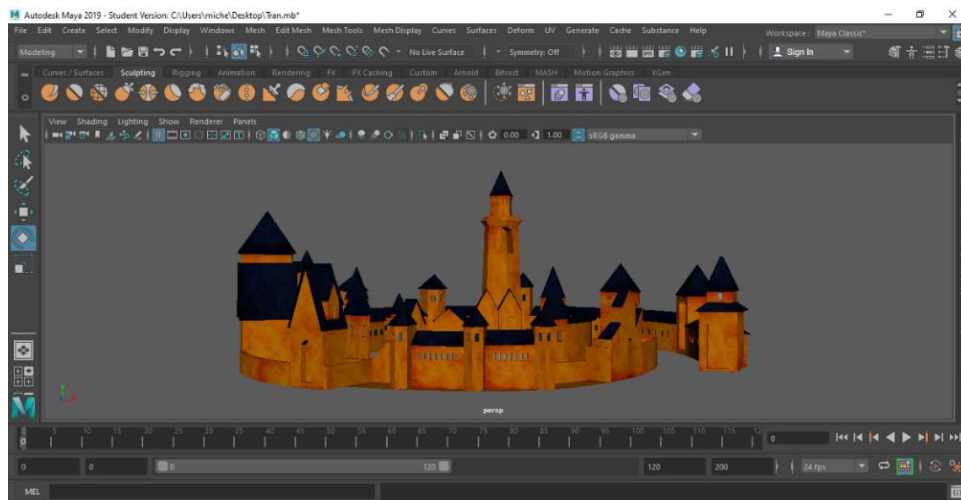 Autodesk Maya 2019 - Student Version: C:\Users\miche\Desktop\Tran.mb*
File Edit Create Select Modify Display Windows Mesh Edit Mesh Mesh Tools Mesh Display Curves Surfaces Deform UV Generate Cache Substance Help Workspace: Maya Classic*
Modeling No Live Surface Symmetry: Off Sign In
Curves / Surfaces Sculpting Rigging Animation Rendering FX FX Caching Custom Arnold Bifrost MASH Motion Graphics XGen
View Shading Lighting Show Renderer Panels
0.00 1.00 sRGB gamma
persp
0 5 10 15 20 25 30 35 40 45 50 55 60 65 70 75 80 85 90 95 100 105 110 115 12 0
0
0 0 0 120 120 200 24 fps
MEL